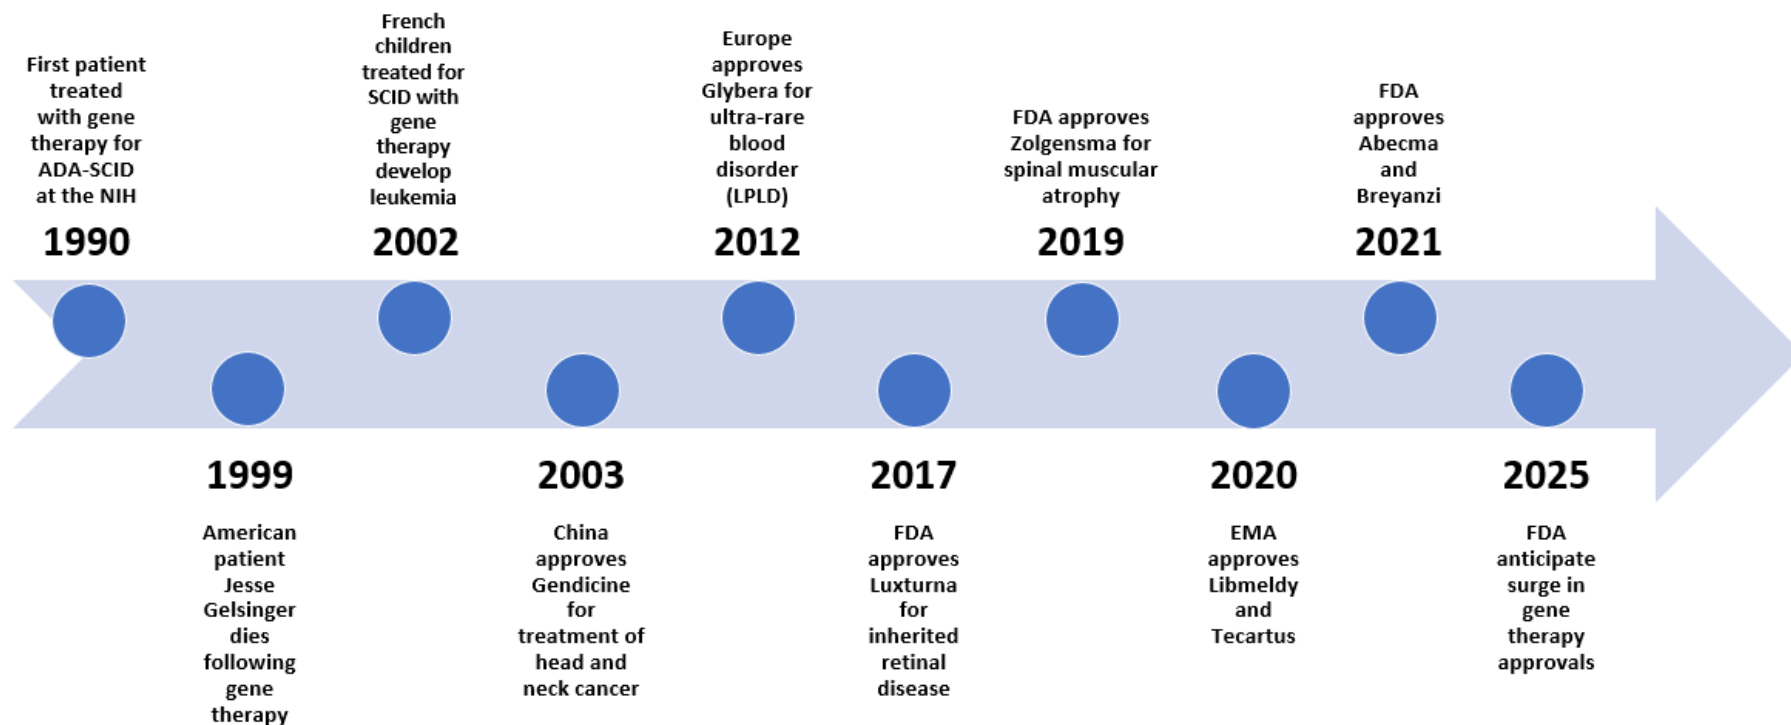 First patient
treated
with gene
therapy for
ADA-SCID
at the NIH
1990
French
children
treated for
SCID with
gene
therapy
develop
leukemia
2002
Europe
approves
Glybera for
ultra-rare
blood
disorder
(LPLD)
2012
FDA approves
Zolgensma for
spinal muscular
atrophy
2019
FDA
approves
Abecma
and
Breyanzi
2021
1999
American
patient
Jesse
Gelsinger
dies
following
gene
therapy
2003
China
approves
Gendicine
for
treatment of
head and
neck cancer
2017
FDA
approves
Luxturna
for
inherited
retinal
disease
2020
EMA
approves
Libmeldy
and
Tecartus
2025
FDA
anticipate
surge in
gene
therapy
approvals